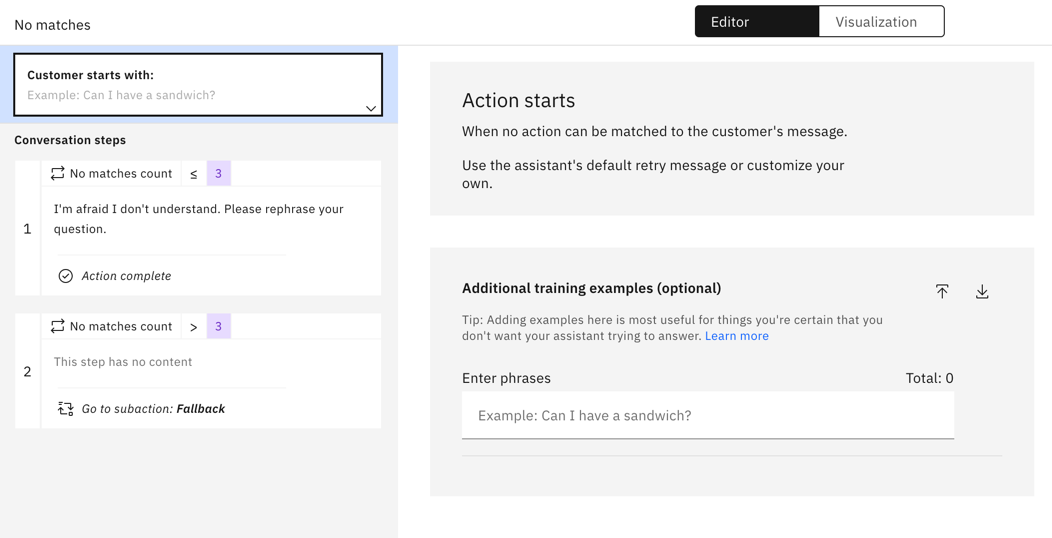 No matches
Editor
Visualization
Customer starts with:
Example: Can I have a sandwich?
Conversation steps
No matches count ≤ 3
1
I'm afraid I don't understand. Please rephrase your
question.
Action complete
No matches count > 3
2
This step has no content
Go to subaction: Fallback
Action starts
When no action can be matched to the customer's message.
Use the assistant's default retry message or customize your
own.
Additional training examples (optional)
Tip: Adding examples here is most useful for things you're certain that you
don't want your assistant trying to answer. Learn more
Enter phrases
Total: 0
Example: Can I have a sandwich?